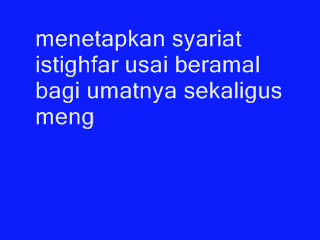 menetapkan syariat
istighfar usai beramal
bagi umatnya sekaligus
meng